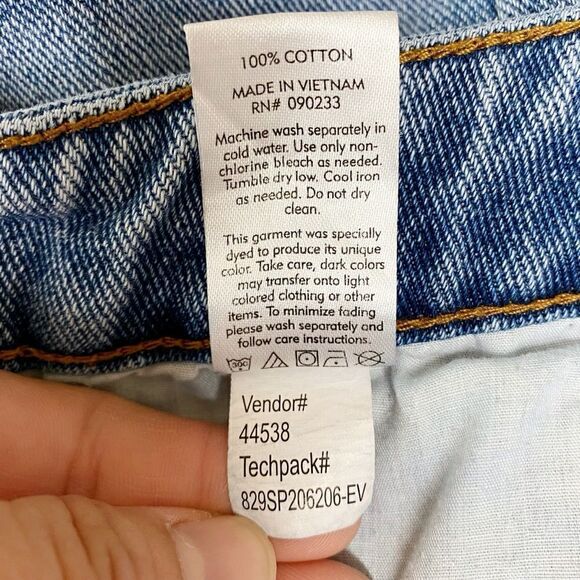 100% COTTON
MADE IN VIETNAM
RN# 090233
Machine wash separately in
cold water. Use only non-
chlorine bleach as needed.
Tumble dry low. Cool iron
as needed. Do not dry
clean.
This garment was specially
dyed to produce its unique
color. Take care, dark colors
may transfer onto light
colored clothing or other
items. To minimize fading
please wash separately and
follow care instructions.
30C
Vendor#
44538
Techpack#
829SP206206-EV